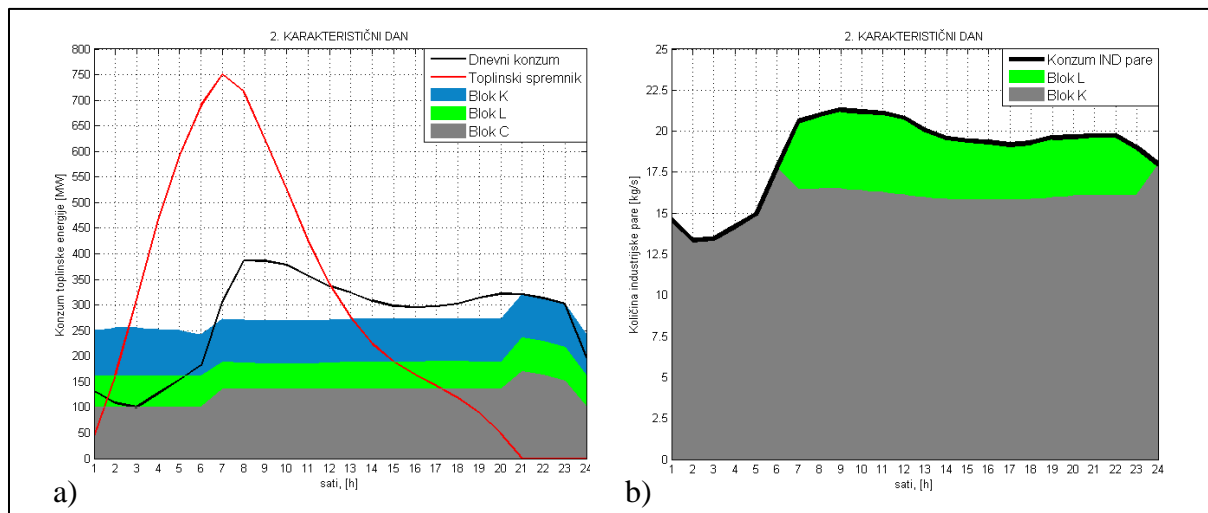 2. KARAKTERISTIČNI DAN
Konzum toplinske energije [MW]
800
750
700
650
600
550
500
450
400
350
300
250
200
150
100
50
0
Dnevni konzum
Toplinski spremnik
Blok K
Blok L
Blok C
1 2 3 4 5 6 7 8 9 10 11 12 13 14 15 16 17 18 19 20 21 22 23 24
sati, [h]
a)
2. KARAKTERISTIČNI DAN
Količina industrijske pare [kg/s]
25
22.5
20
17.5
15
12.5
10
7.5
5
2.5
0
Konzum IND pare
Blok L
Blok K
1 2 3 4 5 6 7 8 9 10 11 12 13 14 15 16 17 18 19 20 21 22 23 24
sati, [h]
b)